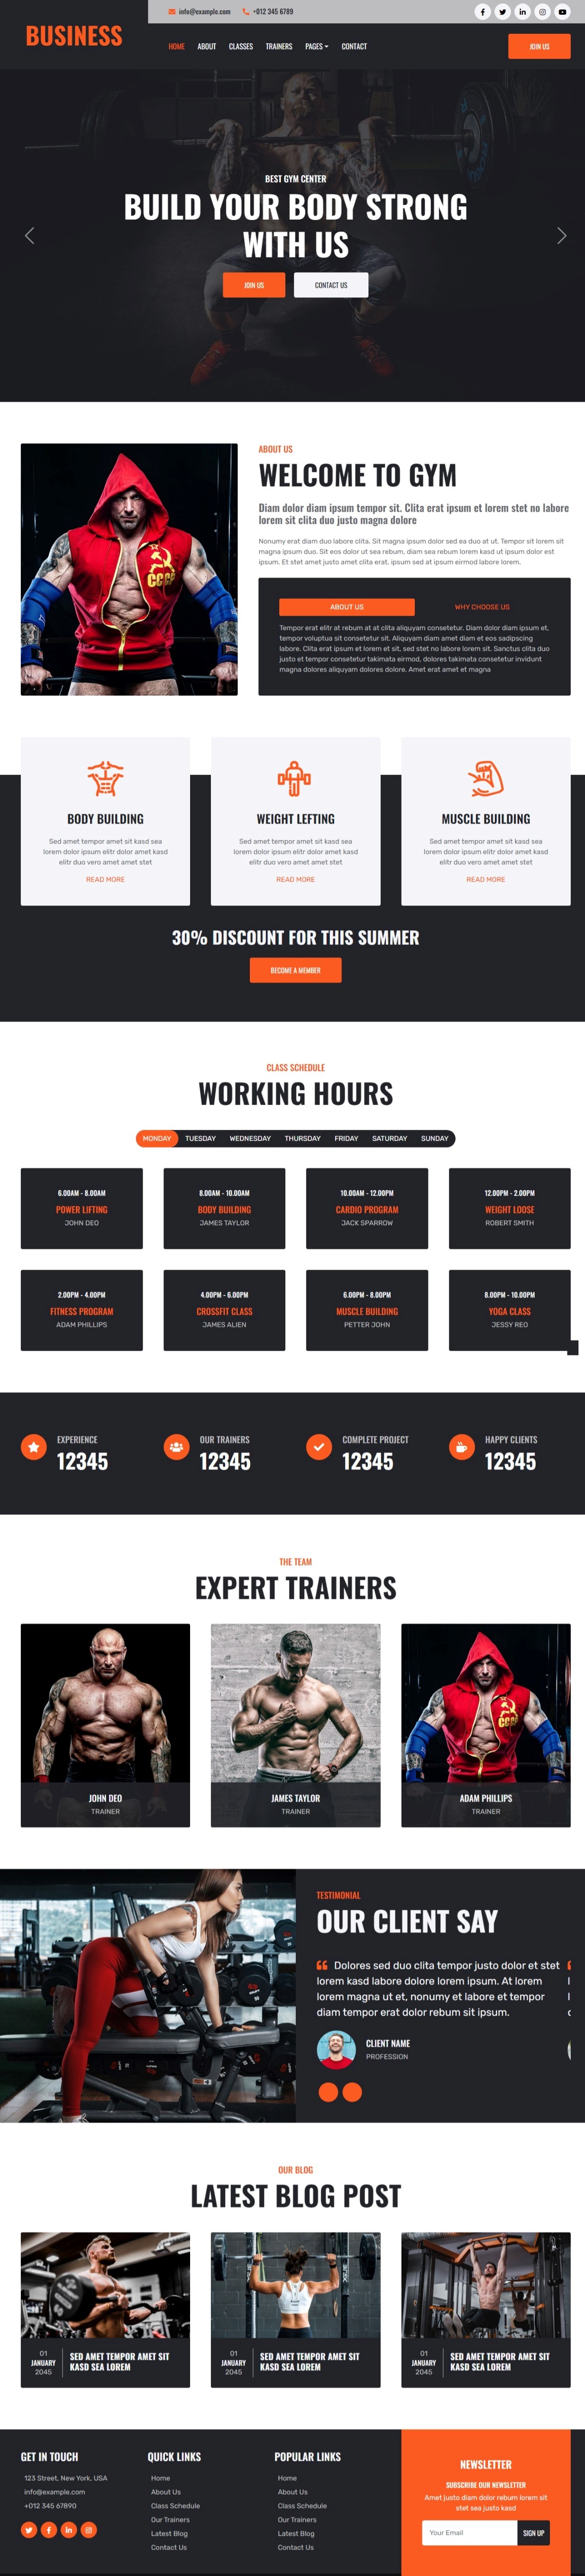 info@example.com
+012 345 6789
BUSINESS
HOME
ABOUT
CLASSES
TRAINERS
PAGES
CONTACT
JOIN US
BEST GYM CENTER
BUILD YOUR BODY STRONG
WITH US
JOIN US
CONTACT US
ABOUT US
WELCOME TO GYM
Diam dolor diam ipsum tempor sit. Clita erat ipsum et lorem stet no labore
lorem sit clita duo justo magna dolore
Nonumy erat diam duo labore clita. Sit magna ipsum dolor sed ea duo at ut. Tempor sit lorem sit
magna ipsum duo. Sit eos dolor ut sea rebum, diam sea rebum lorem kasd ut ipsum dolor est
ipsum. Et stet amet justo amet clita erat, ipsum sed at ipsum eirmod labore lorem.
ABOUT US
WHY CHOOSE US
Tempor erat elitr at rebum at at clita aliquyam consetetur. Diam dolor diam ipsum et,
tempor voluptua sit consetetur sit. Aliquyam diam amet diam et eos sadipscing
labore. Clita erat ipsum et lorem et sit, sed stet no labore lorem sit. Sanctus clita duo
justo et tempor consetetur takimata eirmod, dolores takimata consetetur invidunt
magna dolores aliquyam dolores dolore. Amet erat amet et magna
BODY BUILDING
Sed amet tempor amet sit kasd sea
lorem dolor ipsum elitr dolor amet kasd
elitr duo vero amet amet stet
READ MORE
WEIGHT LEFTING
Sed amet tempor amet sit kasd sea
lorem dolor ipsum elitr dolor amet kasd
elitr duo vero amet amet stet
READ MORE
MUSCLE BUILDING
Sed amet tempor amet sit kasd sea
lorem dolor ipsum elitr dolor amet kasd
elitr duo vero amet amet stet
READ MORE
30% DISCOUNT FOR THIS SUMMER
BECOME A MEMBER
CLASS SCHEDULE
WORKING HOURS
MONDAY
TUESDAY
WEDNESDAY
THURSDAY
FRIDAY
SATURDAY
SUNDAY
6.00AM - 8.00AM
POWER LIFTING
JOHN DEO
8.00AM - 10.00AM
BODY BUILDING
JAMES TAYLOR
10.00AM - 12.00PM
CARDIO PROGRAM
JACK SPARROW
12.00PM - 2.00PM
WEIGHT LOOSE
ROBERT SMITH
2.00PM - 4.00PM
FITNESS PROGRAM
ADAM PHILLIPS
4.00PM - 6.00PM
CROSSFIT CLASS
JAMES ALIEN
6.00PM - 8.00PM
MUSCLE BUILDING
PETTER JOHN
8.00PM - 10.00PM
YOGA CLASS
JESSY REO
EXPERIENCE
12345
OUR TRAINERS
12345
COMPLETE PROJECT
12345
HAPPY CLIENTS
12345
THE TEAM
EXPERT TRAINERS
JOHN DEO
TRAINER
JAMES TAYLOR
TRAINER
ADAM PHILLIPS
TRAINER
TESTIMONIAL
OUR CLIENT SAY
Dolores sed duo clita tempor justo dolor et stet
lorem kasd labore dolore lorem ipsum. At lorem
lorem magna ut et, nonumy et labore et tempor
diam tempor erat dolor rebum sit ipsum.
CLIENT NAME
PROFESSION
OUR BLOG
LATEST BLOG POST
01
JANUARY
2045
SED AMET TEMPOR AMET SIT
KASD SEA LOREM
01
JANUARY
2045
SED AMET TEMPOR AMET SIT
KASD SEA LOREM
01
JANUARY
2045
SED AMET TEMPOR AMET SIT
KASD SEA LOREM
GET IN TOUCH
123 Street, New York, USA
info@example.com
+012 345 67890
QUICK LINKS
Home
About Us
Class Schedule
Our Trainers
Latest Blog
Contact Us
POPULAR LINKS
Home
About Us
Class Schedule
Our Trainers
Latest Blog
Contact Us
NEWSLETTER
SUBSCRIBE OUR NEWSLETTER
Amet justo diam dolor rebum lorem sit
stet sea justo kasd
Your Email
SIGN UP